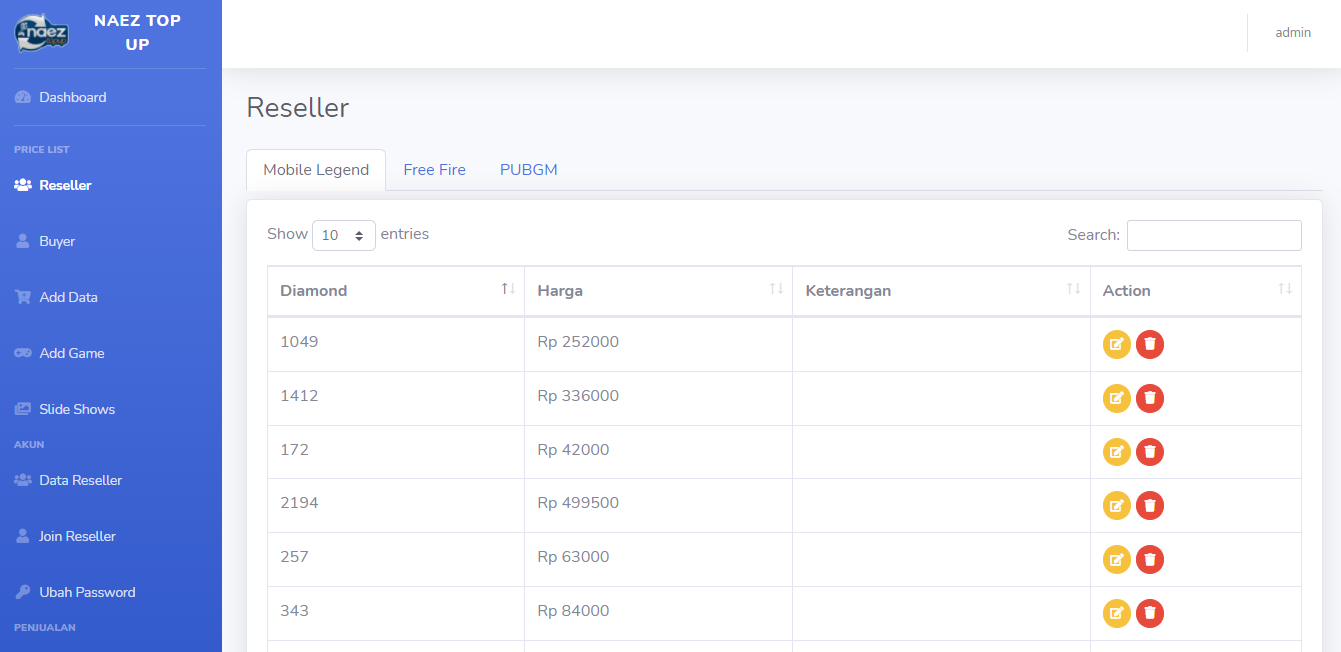 naez
NAEZ TOP
UP
admin
Dashboard
PRICE LIST
Reseller
Buyer
Add Data
Add Game
Slide Shows
AKUN
Data Reseller
Join Reseller
Ubah Password
PENJUALAN
Reseller
Mobile Legend Free Fire PUBGM
Show 10 entries Search:
Diamond Harga Keterangan Action
1049 Rp 252000
1412 Rp 336000
172 Rp 42000
2194 Rp 499500
257 Rp 63000
343 Rp 84000